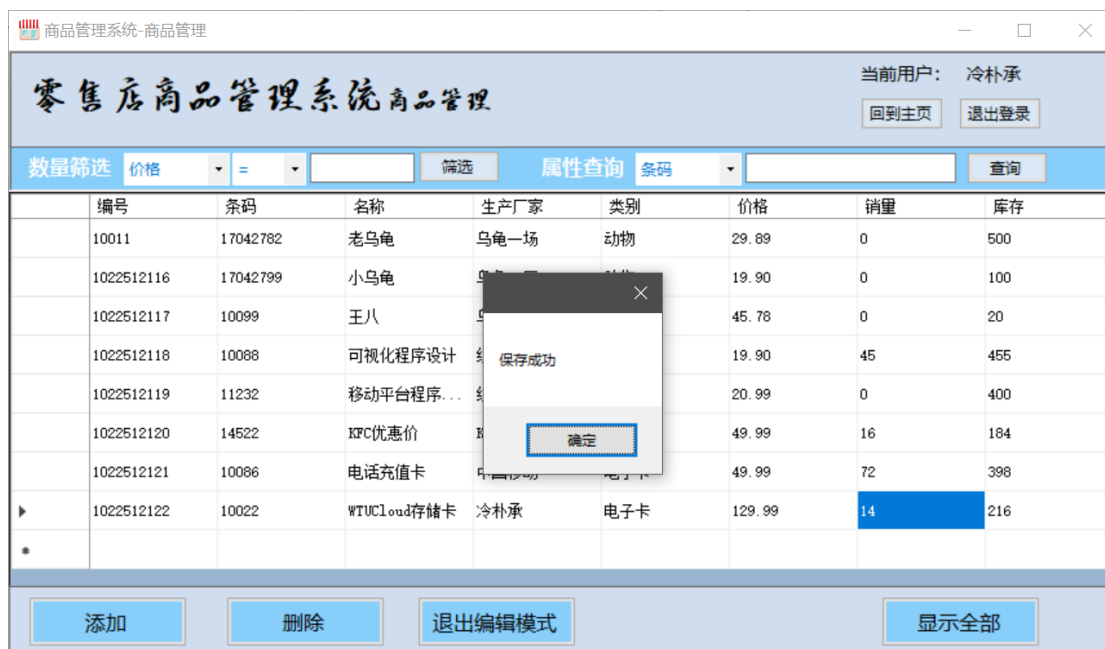 商品管理系统-商品管理
零售店商品管理系统商品管理
当前用户： 冷朴承
回到主页 退出登录
数量筛选 价格 = 筛选 属性查询 条码 查询
编号 条码 名称 生产厂家 类别 价格 销量 库存
10011 17042782 老乌龟 乌龟一场 动物 29.89 0 500
1022512116 17042799 小乌龟 19.90 0 100
1022512117 10099 王八 45.78 0 20
1022512118 10088 可视化程序设计 19.90 45 455
1022512119 11232 移动平台程序... 20.99 0 400
1022512120 14522 KFC优惠价 49.99 16 184
1022512121 10086 电话充值卡 中国移动 电子卡 49.99 72 398
1022512122 10022 WTUCloud存储卡 冷朴承 电子卡 129.99 14 216
保存成功
确定
添加 删除 退出编辑模式 显示全部